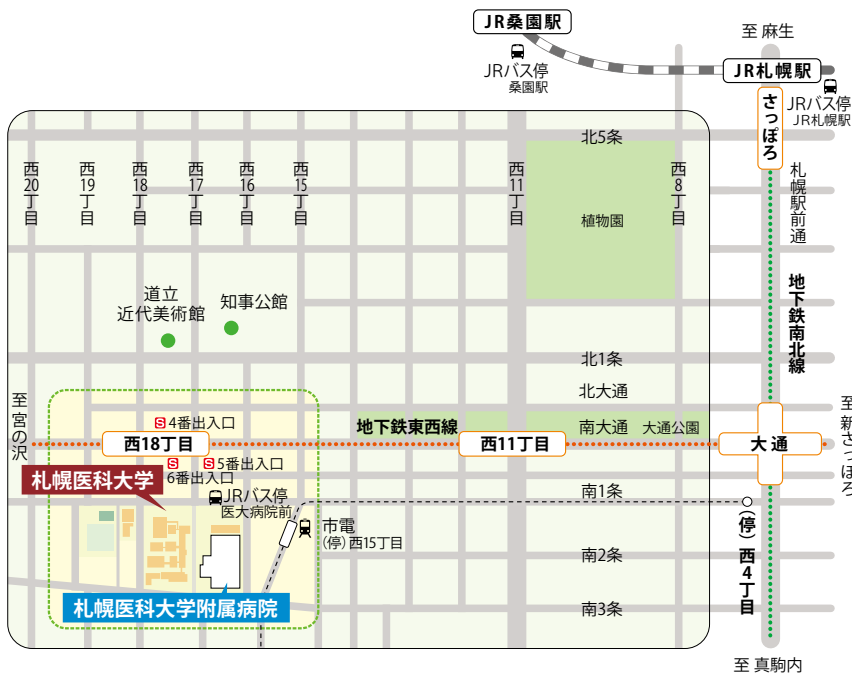 JR桑園駅
至 麻生
JRバス停
桑園駅
JR札幌駅
JRバス停
JR札幌駅
さっぽろ
北5条
西20丁目
西19丁目
西18丁目
西17丁目
西16丁目
西15丁目
西11丁目
西8丁目
札幌駅前通
植物園
地下鉄南北線
道立
近代美術館
知事公館
北1条
北大通
至 宮の沢
S 4番出入口
地下鉄東西線
南大通
大通公園
至 新さっぽろ
西18丁目
西11丁目
大通
S
S 5番出入口
6番出入口
札幌医科大学
JRバス停
医大病院前
南1条
市電
(停)西15丁目
(停)西4丁目
南2条
札幌医科大学附属病院
南3条
至 真駒内